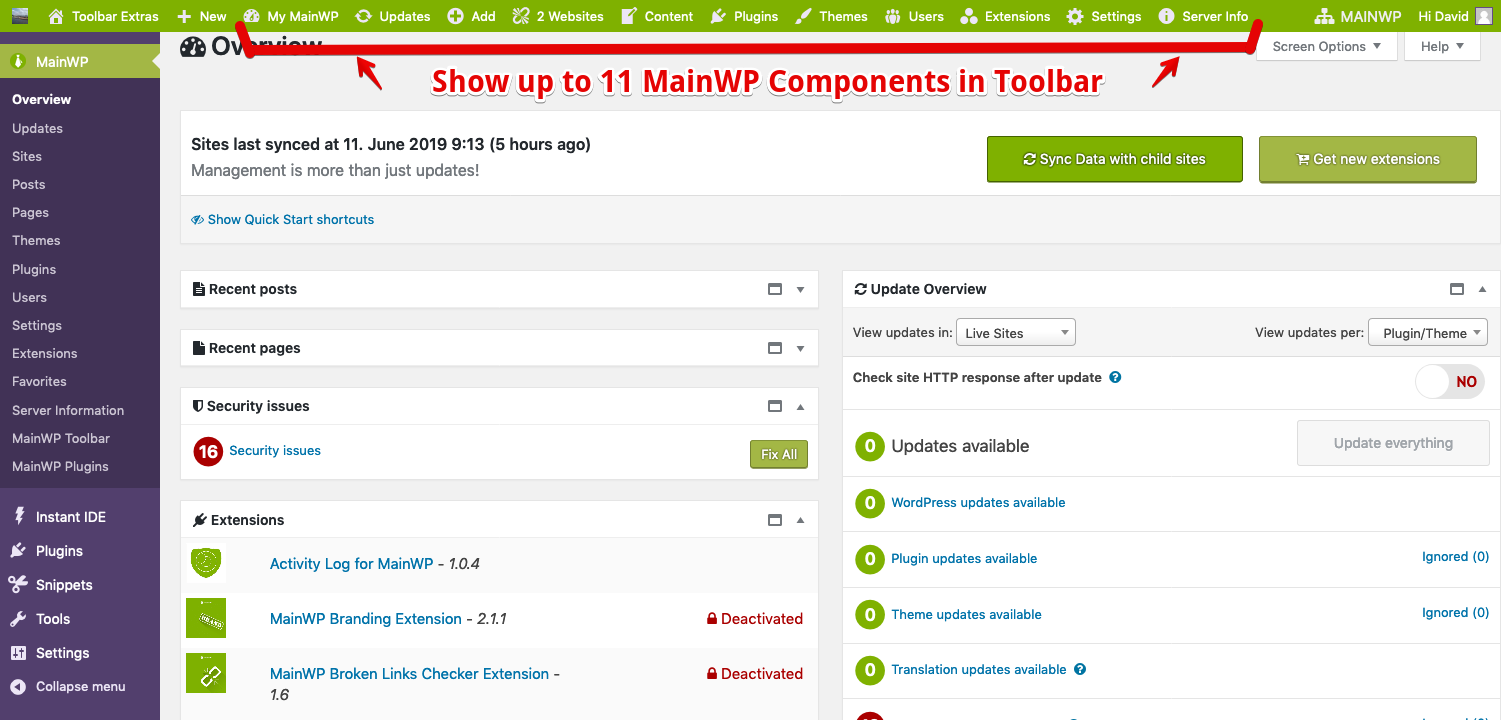 Toolbar Extras New My MainWP Updates Add 2 Websites Content Plugins Themes Users Extensions Settings Server Info MAINWP Hi David
MainWP
Overview
Updates
Sites
Posts
Pages
Themes
Plugins
Users
Settings
Extensions
Favorites
Server Information
MainWP Toolbar
MainWP Plugins
Instant IDE
Plugins
Snippets
Tools
Settings
Collapse menu
Overview
Screen Options Help
Show up to 11 MainWP Components in Toolbar
Sites last synced at 11. June 2019 9:13 (5 hours ago)
Management is more than just updates!
Sync Data with child sites
Get new extensions
Show Quick Start shortcuts
Recent posts
Recent pages
Security issues
16 Security issues Fix All
Extensions
Activity Log for MainWP - 1.0.4
MainWP Branding Extension - 2.1.1 Deactivated
MainWP Broken Links Checker Extension - Deactivated
1.6
Update Overview
View updates in: Live Sites View updates per: Plugin/Theme
Check site HTTP response after update NO
0 Updates available Update everything
0 WordPress updates available
0 Plugin updates available Ignored (0)
0 Theme updates available Ignored (0)
0 Translation updates available